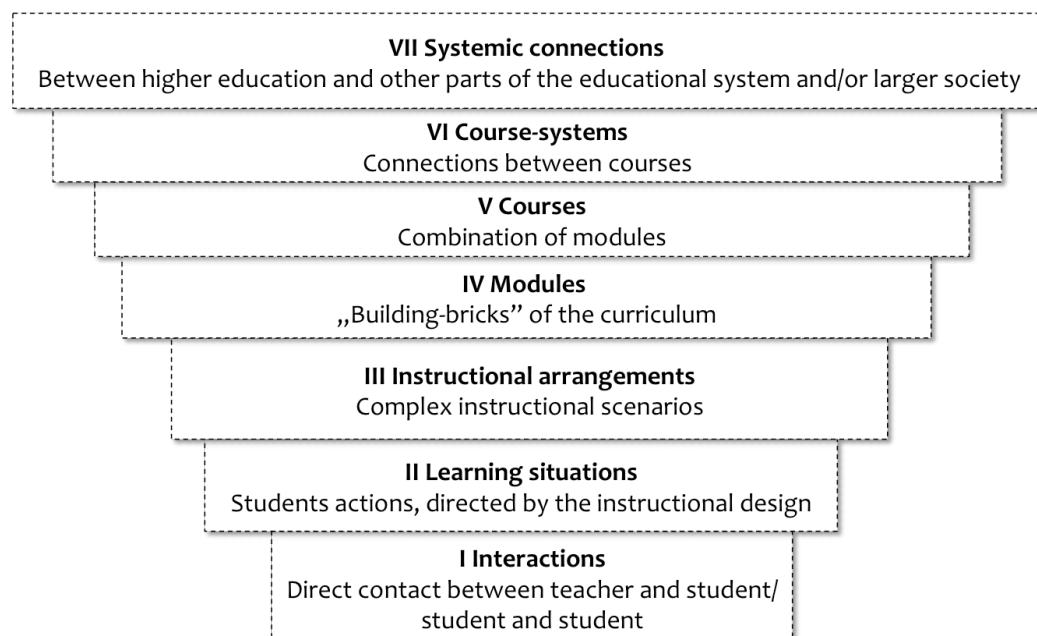 VII Systemic connections
Between higher education and other parts of the educational system and/or larger society
VI Course-systems
Connections between courses
V Courses
Combination of modules
IV Modules
„Building-bricks” of the curriculum
III Instructional arrangements
Complex instructional scenarios
II Learning situations
Students actions, directed by the instructional design
I Interactions
Direct contact between teacher and student/
student and student